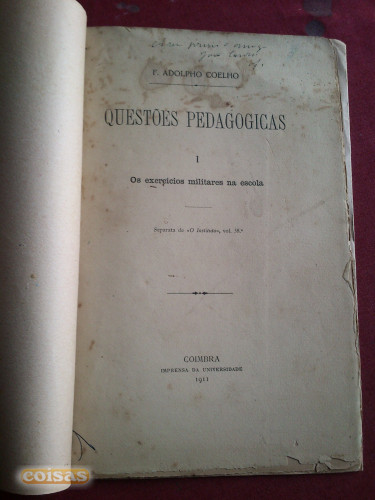 F. ADOLPHO COELHO
QUESTÕES PEDAGOGICAS
I
Os exercicios militares na escola
Separata de «O Instituto», vol. 58.º
COIMBRA
IMPRENSA DA UNIVERSIDADE
1911
coisas